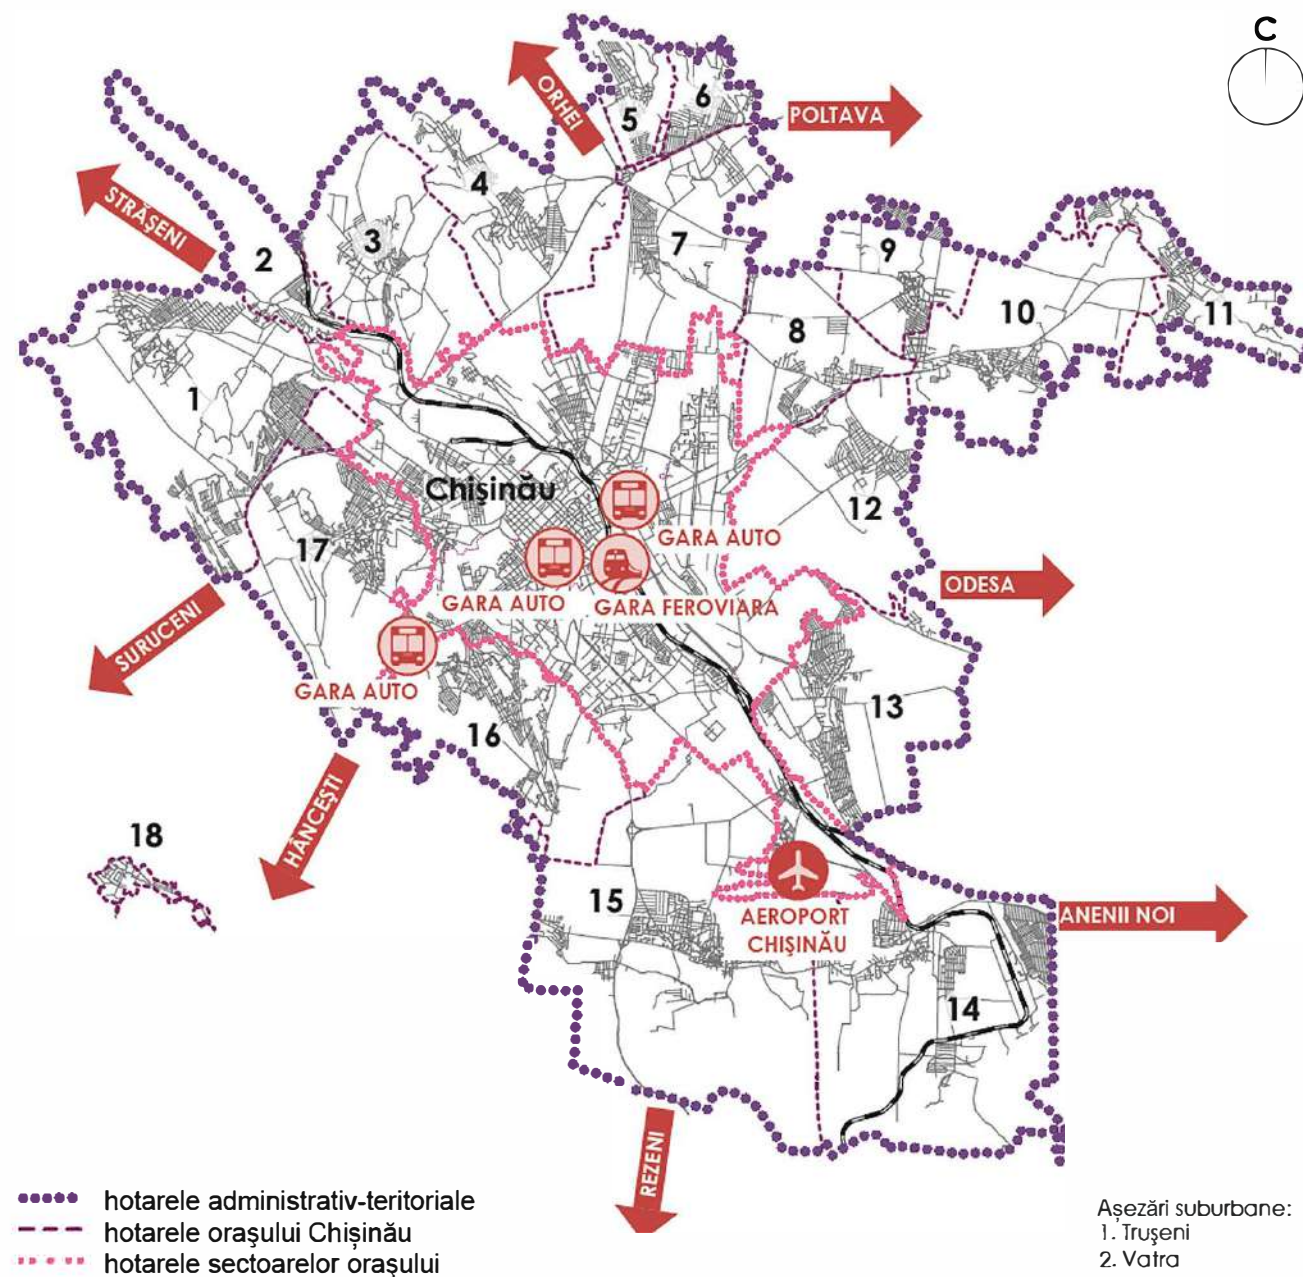 C
ORHEI
5
6
POLTAVA
STRĂȘENI
4
3
2
7
9
8
10
11
1
Chișinău
12
GARA AUTO
17
GARA AUTO
GARA FEROVIARA
ODESA
SURUCENI
GARA AUTO
13
16
HÂNCEȘTI
18
15
AEROPORT
CHIȘINĂU
ANENII NOI
14
REZENI
hotarele administrativ-teritoriale
hotarele orașului Chișinău
hotarele sectoarelor orașului
Așezări suburbane:
1. Trușeni
2. Vatra